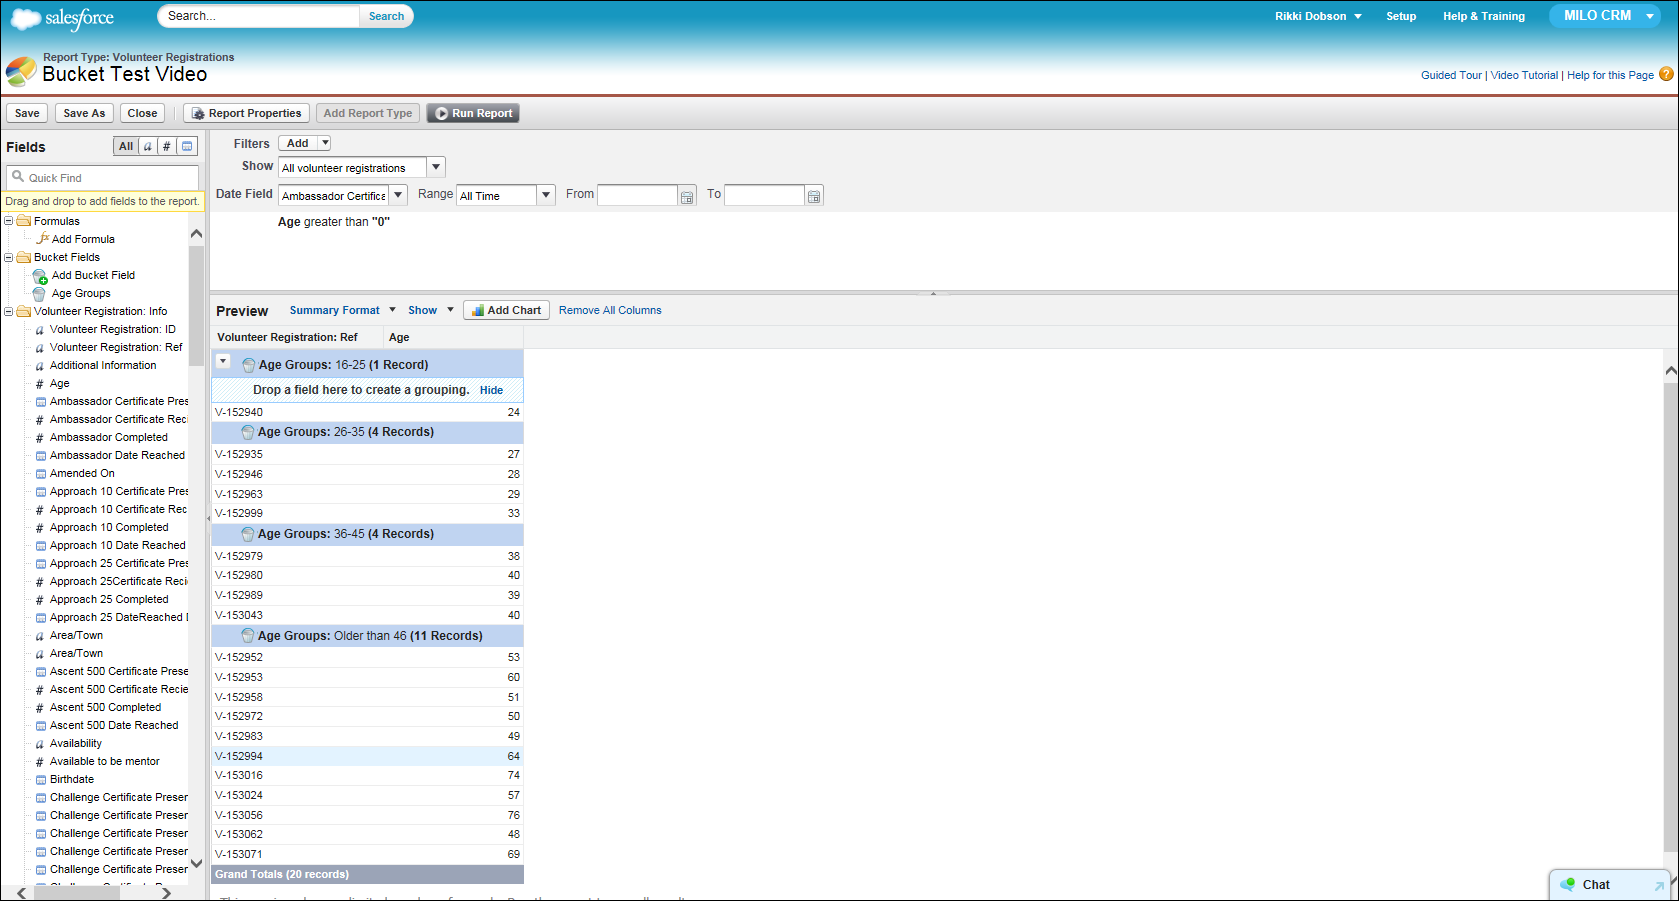 salesforce
Search...
Search
Rikki Dobson
Setup
Help & Training
MILO CRM
Report Type: Volunteer Registrations
Bucket Test Video
Guided Tour | Video Tutorial | Help for this Page ?
Save
Save As
Close
Report Properties
Add Report Type
Run Report
Fields
All
a
#
Quick Find
Drag and drop to add fields to the report.
Formulas
fx Add Formula
Bucket Fields
Add Bucket Field
Age Groups
Volunteer Registration: Info
a Volunteer Registration: ID
a Volunteer Registration: Ref
a Additional Information
# Age
Ambassador Certificate Pres
# Ambassador Certificate Reci
# Ambassador Completed
Ambassador Date Reached
Amended On
Approach 10 Certificate Pres
# Approach 10 Certificate Rec
# Approach 10 Completed
Approach 10 Date Reached
Approach 25 Certificate Pres
# Approach 25Certificate Reci
# Approach 25 Completed
Approach 25 DateReached
a Area/Town
a Area/Town
Ascent 500 Certificate Prese
# Ascent 500 Certificate Recie
# Ascent 500 Completed
Ascent 500 Date Reached
a Availability
# Available to be mentor
Birthdate
Challenge Certificate Preser
Challenge Certificate Preser
Challenge Certificate Preser
Challenge Certificate Preser
Challenge Certificate Preser
Filters
Add
Show
All volunteer registrations
Date Field
Ambassador Certifica
Range
All Time
From
To
Age greater than "0"
Preview
Summary Format
Show
Add Chart
Remove All Columns
Volunteer Registration: Ref
Age
Age Groups: 16-25 (1 Record)
Drop a field here to create a grouping. Hide
V-152940 24
Age Groups: 26-35 (4 Records)
V-152935 27
V-152946 28
V-152963 29
V-152999 33
Age Groups: 36-45 (4 Records)
V-152979 38
V-152980 40
V-152989 39
V-153043 40
Age Groups: Older than 46 (11 Records)
V-152952 53
V-152953 60
V-152958 51
V-152972 50
V-152983 49
V-152994 64
V-153016 74
V-153024 57
V-153056 76
V-153062 48
V-153071 69
Grand Totals (20 records)
Chat